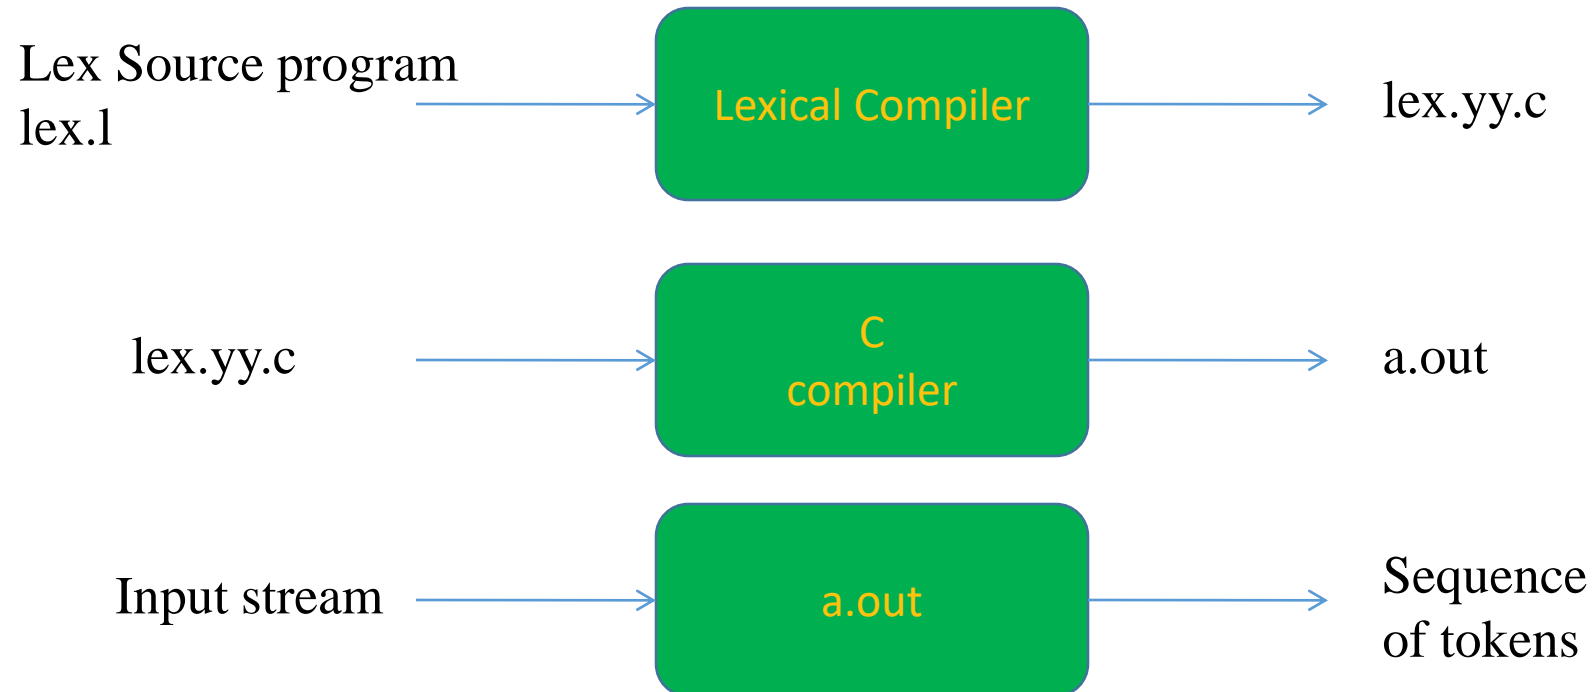 Lex Source program
lex.l
Lexical Compiler
lex.yy.c
lex.yy.c
C
compiler
a.out
Input stream
a.out
Sequence
of tokens